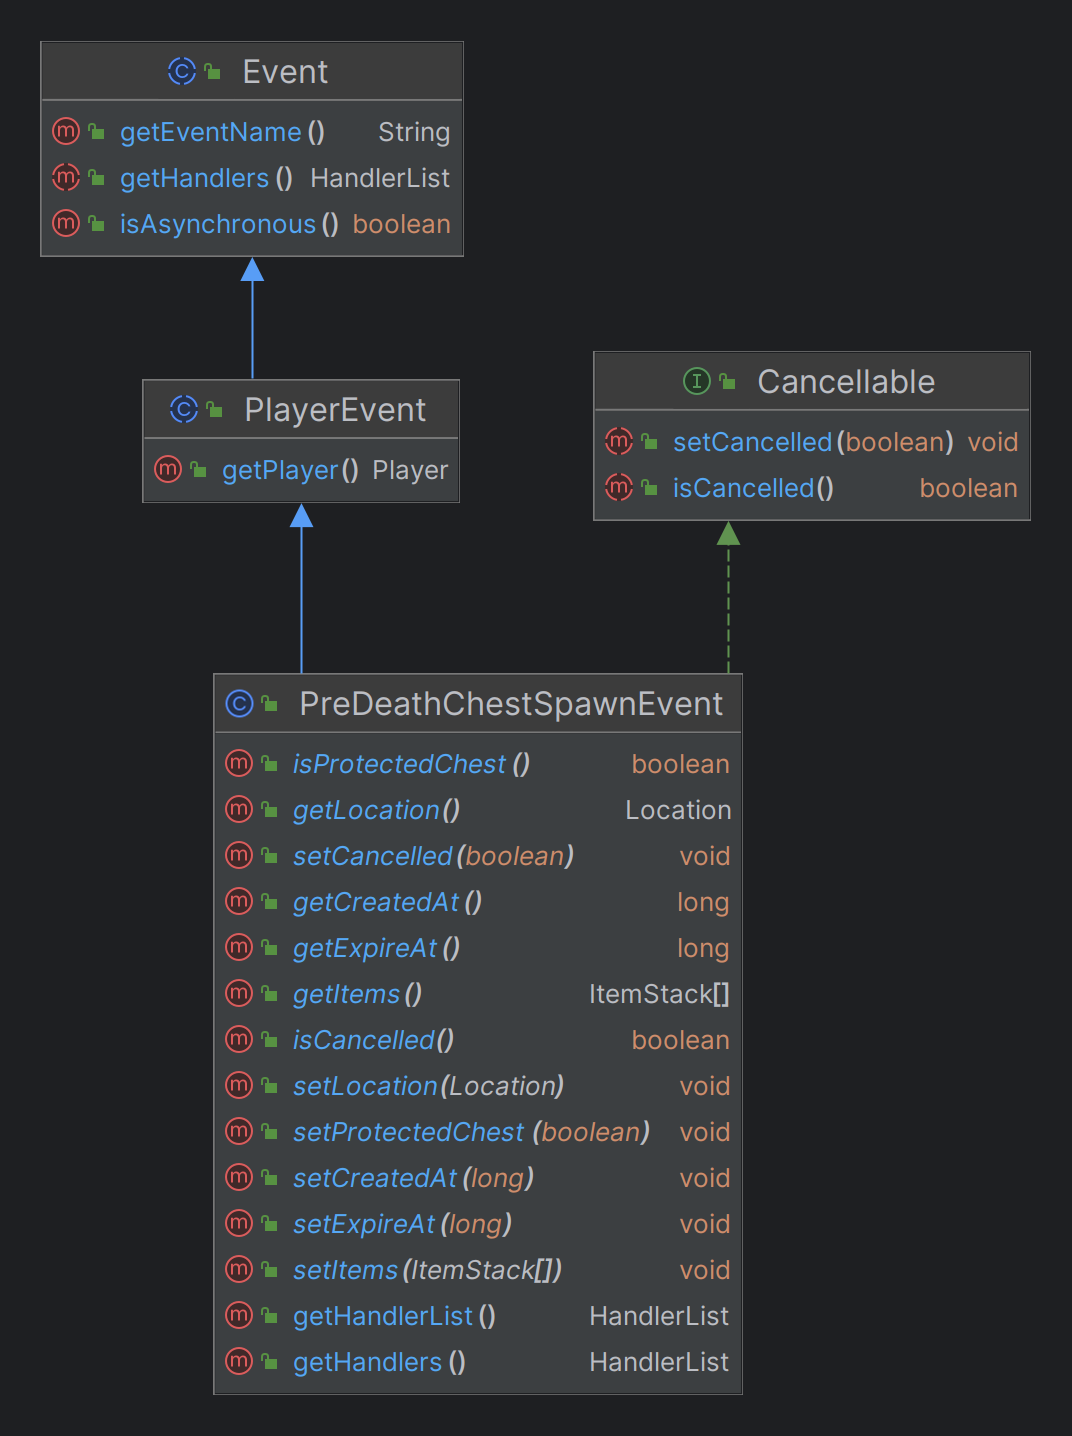 Event
getEventName() String
getHandlers() HandlerList
isAsynchronous() boolean
PlayerEvent
getPlayer() Player
Cancellable
setCancelled(boolean) void
isCancelled() boolean
PreDeathChestSpawnEvent
isProtectedChest() boolean
getLocation() Location
setCancelled(boolean) void
getCreatedAt() long
getExpireAt() long
getItems() ItemStack[]
isCancelled() boolean
setLocation(Location) void
setProtectedChest(boolean) void
setCreatedAt(long) void
setExpireAt(long) void
setItems(ItemStack[]) void
getHandlerList() HandlerList
getHandlers() HandlerList